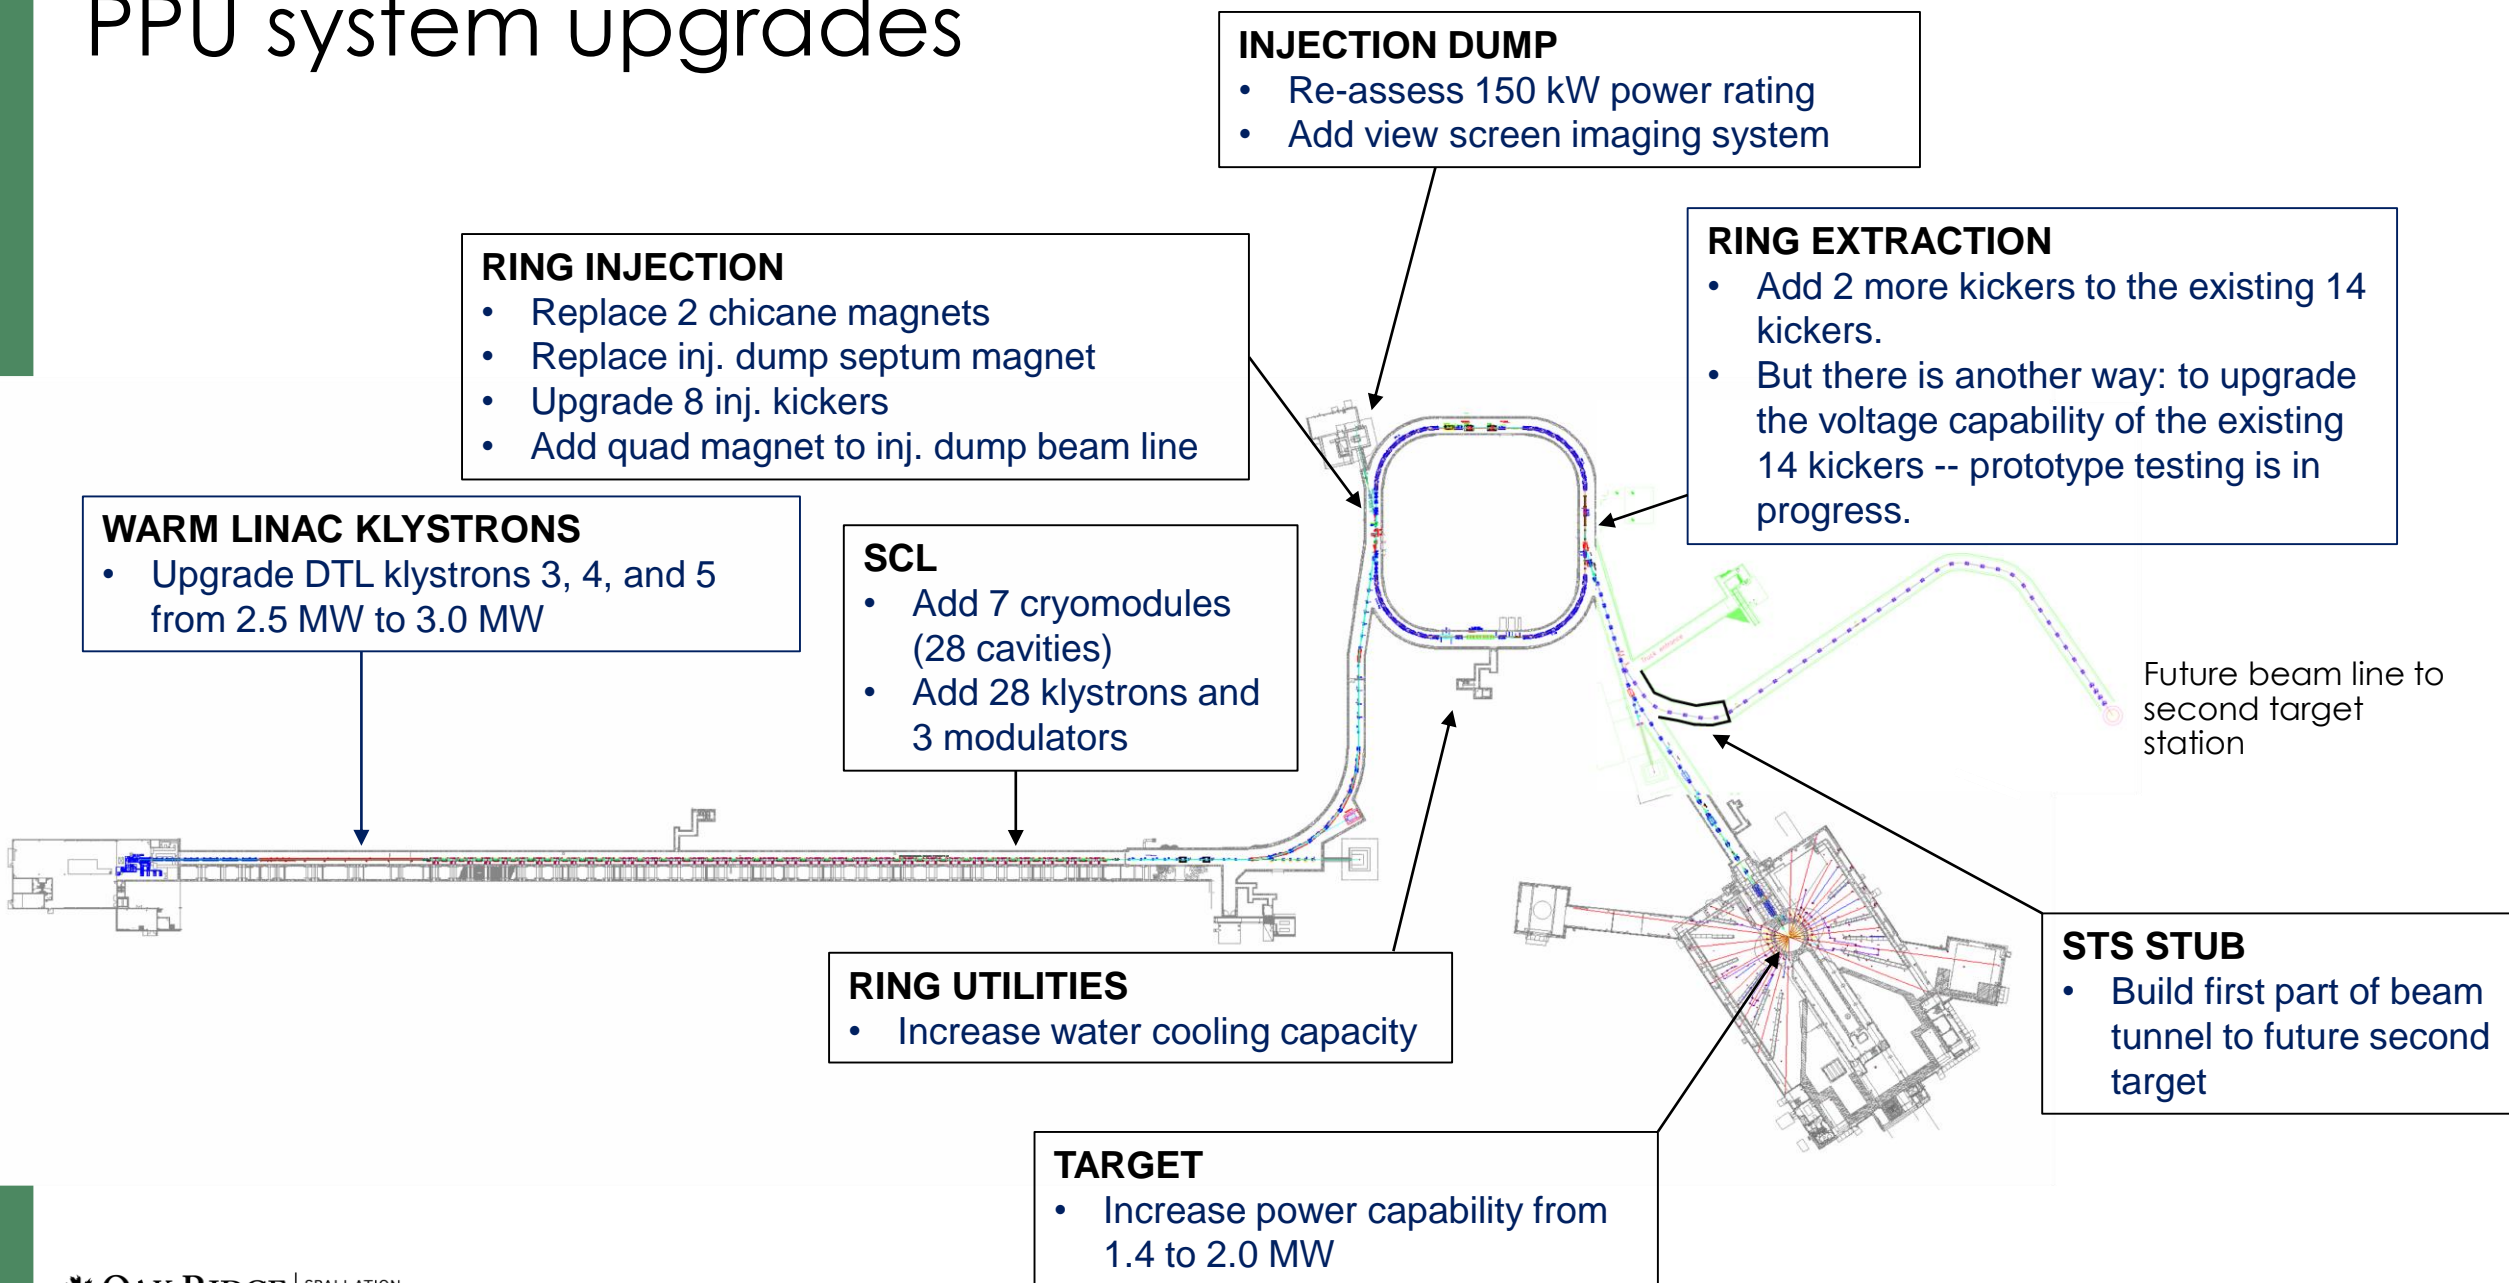 PPU system upgrades
INJECTION DUMP
• Re-assess 150 kW power rating
• Add view screen imaging system
RING INJECTION
• Replace 2 chicane magnets
• Replace inj. dump septum magnet
• Upgrade 8 inj. kickers
• Add quad magnet to inj. dump beam line
RING EXTRACTION
• Add 2 more kickers to the existing 14
kickers.
• But there is another way: to upgrade
the voltage capability of the existing
14 kickers -- prototype testing is in
progress.
WARM LINAC KLYSTRONS
• Upgrade DTL klystrons 3, 4, and 5
from 2.5 MW to 3.0 MW
SCL
• Add 7 cryomodules
(28 cavities)
• Add 28 klystrons and
3 modulators
Truck entrance
Future beam line to
second target
station
RING UTILITIES
• Increase water cooling capacity
STS STUB
• Build first part of beam
tunnel to future second
target
TARGET
• Increase power capability from
1.4 to 2.0 MW
OAK RIDGE SPALLATION